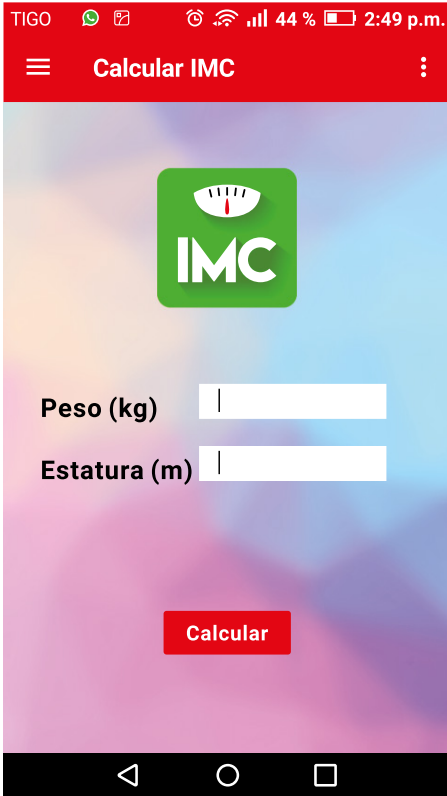 TIGO 44 % 2:49 p.m.
Calcular IMC
IMC
Peso (kg)
Estatura (m)
Calcular